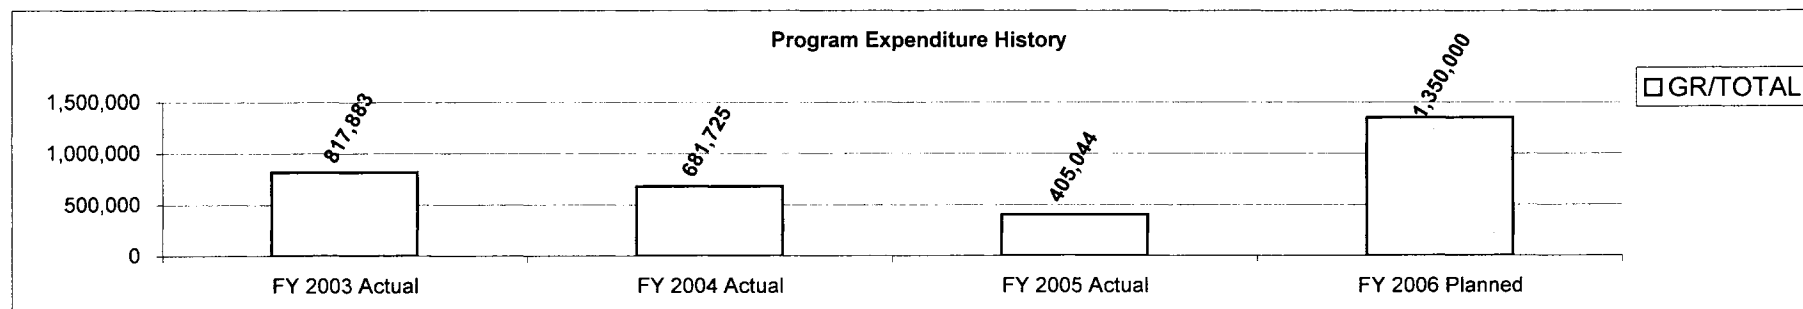 Program Expenditure History
1,350,000
GR/TOTAL
1,500,000
817,883
681,725
1,000,000
405,044
500,000
0
FY 2003 Actual FY 2004 Actual FY 2005 Actual FY 2006 Planned